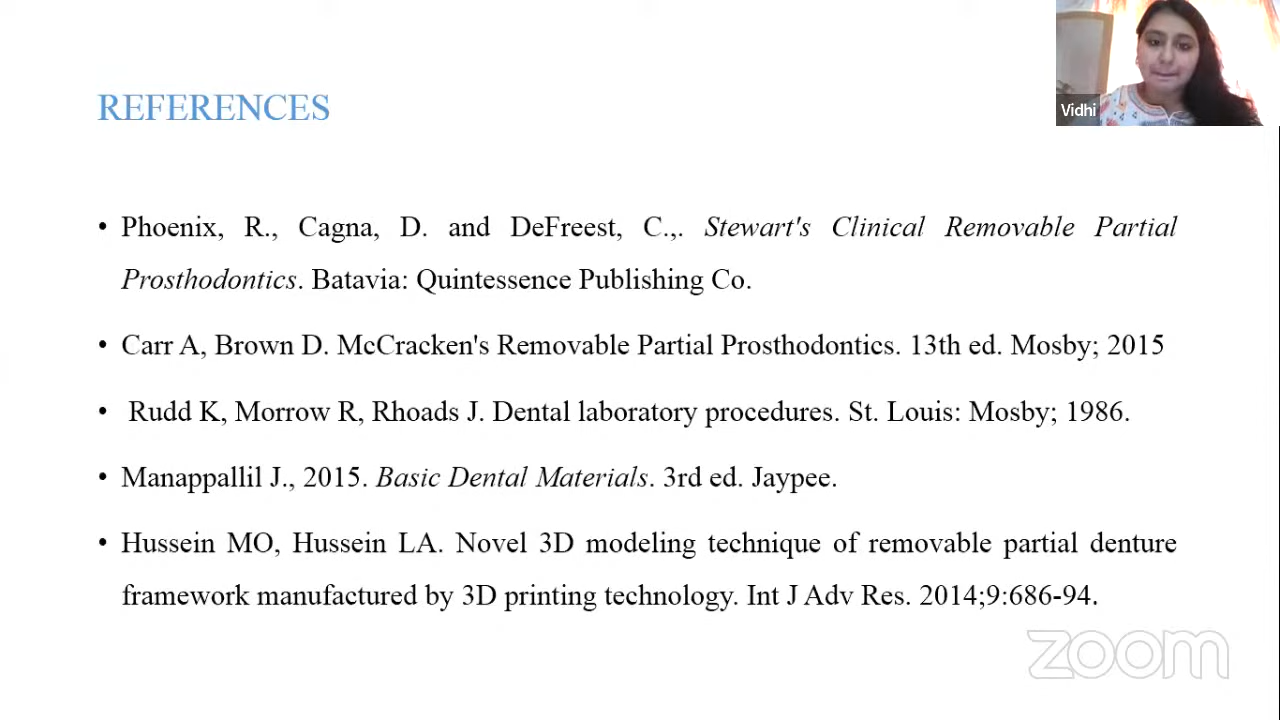 Vidhi
REFERENCES
• Phoenix, R., Cagna, D. and DeFreest, C.,. Stewart's Clinical Removable Partial
Prosthodontics. Batavia: Quintessence Publishing Co.
• Carr A, Brown D. McCracken's Removable Partial Prosthodontics. 13th ed. Mosby; 2015
• Rudd K, Morrow R, Rhoads J. Dental laboratory procedures. St. Louis: Mosby; 1986.
• Manappallil J., 2015. Basic Dental Materials. 3rd ed. Jaypee.
• Hussein MO, Hussein LA. Novel 3D modeling technique of removable partial denture
framework manufactured by 3D printing technology. Int J Adv Res. 2014;9:686-94.
zoom